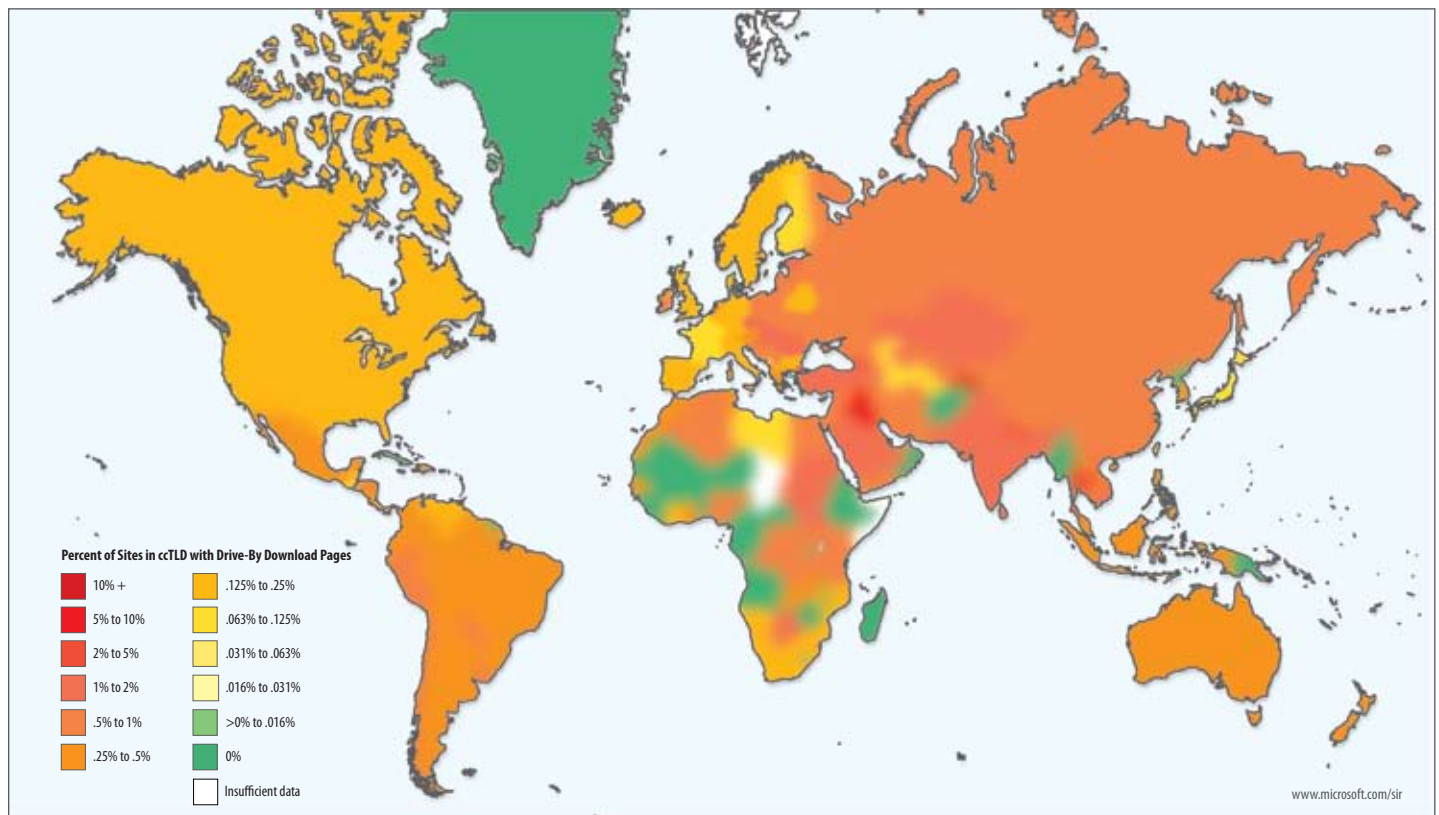 Percent of Sites in ccTLD with Drive-By Download Pages
10% +
5% to 10%
2% to 5%
1% to 2%
.5% to 1%
.25% to .5%
.125% to .25%
.063% to .125%
.031% to .063%
.016% to .031%
>0% to .016%
0%
Insufficient data
www.microsoft.com/sir